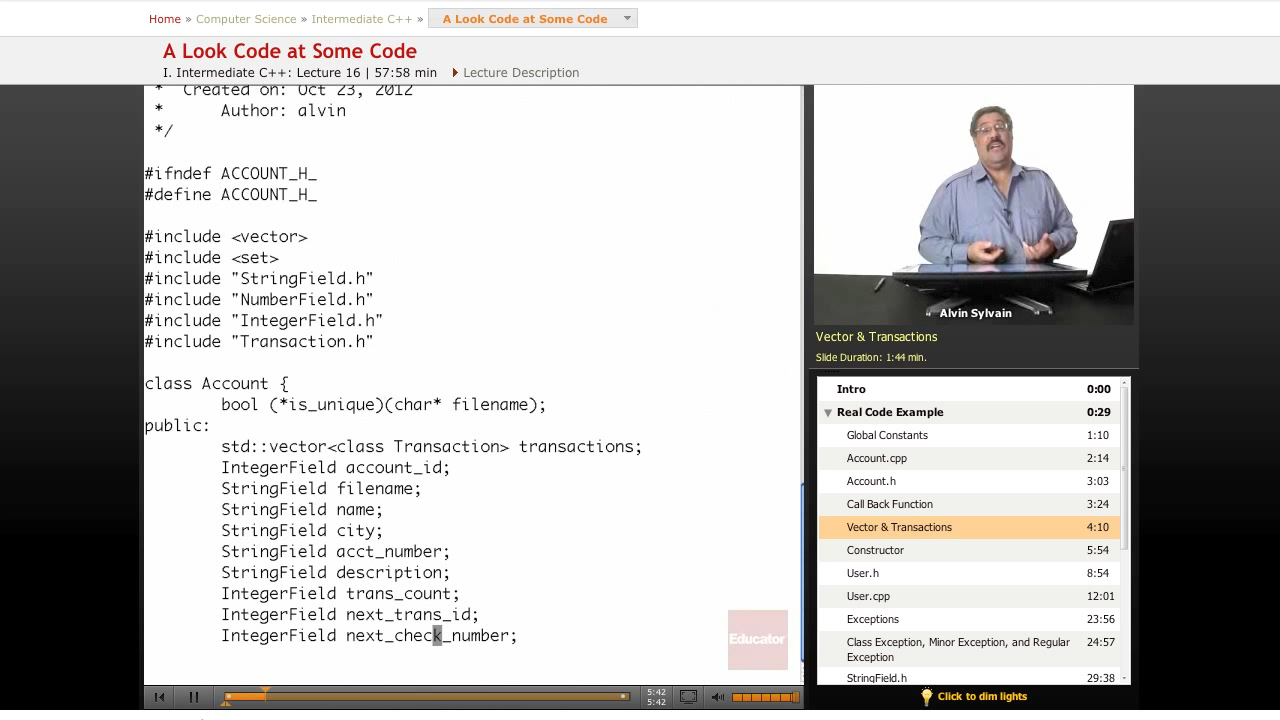 Home » Computer Science » Intermediate C++ » A Look Code at Some Code
A Look Code at Some Code
I. Intermediate C++: Lecture 16 | 57:58 min Lecture Description
* Created on: Oct 23, 2012
* Author: alvin
*/
#ifndef ACCOUNT_H_
#define ACCOUNT_H_
#include <vector>
#include <set>
#include "StringField.h"
#include "NumberField.h"
#include "IntegerField.h"
#include "Transaction.h"
class Account {
bool (*is_unique)(char* filename);
public:
std::vector<class Transaction> transactions;
IntegerField account_id;
StringField filename;
StringField name;
StringField city;
StringField acct_number;
StringField description;
IntegerField trans_count;
IntegerField next_trans_id;
IntegerField next_check_number;
Educator
5:42
5:42
Alvin Sylvain
Vector & Transactions
Slide Duration: 1:44 min.
Intro 0:00
Real Code Example 0:29
Global Constants 1:10
Account.cpp 2:14
Account.h 3:03
Call Back Function 3:24
Vector & Transactions 4:10
Constructor 5:54
User.h 8:54
User.cpp 12:01
Exceptions 23:56
Class Exception, Minor Exception, and Regular 24:57
Exception
StringField.h 29:38
Click to dim lights